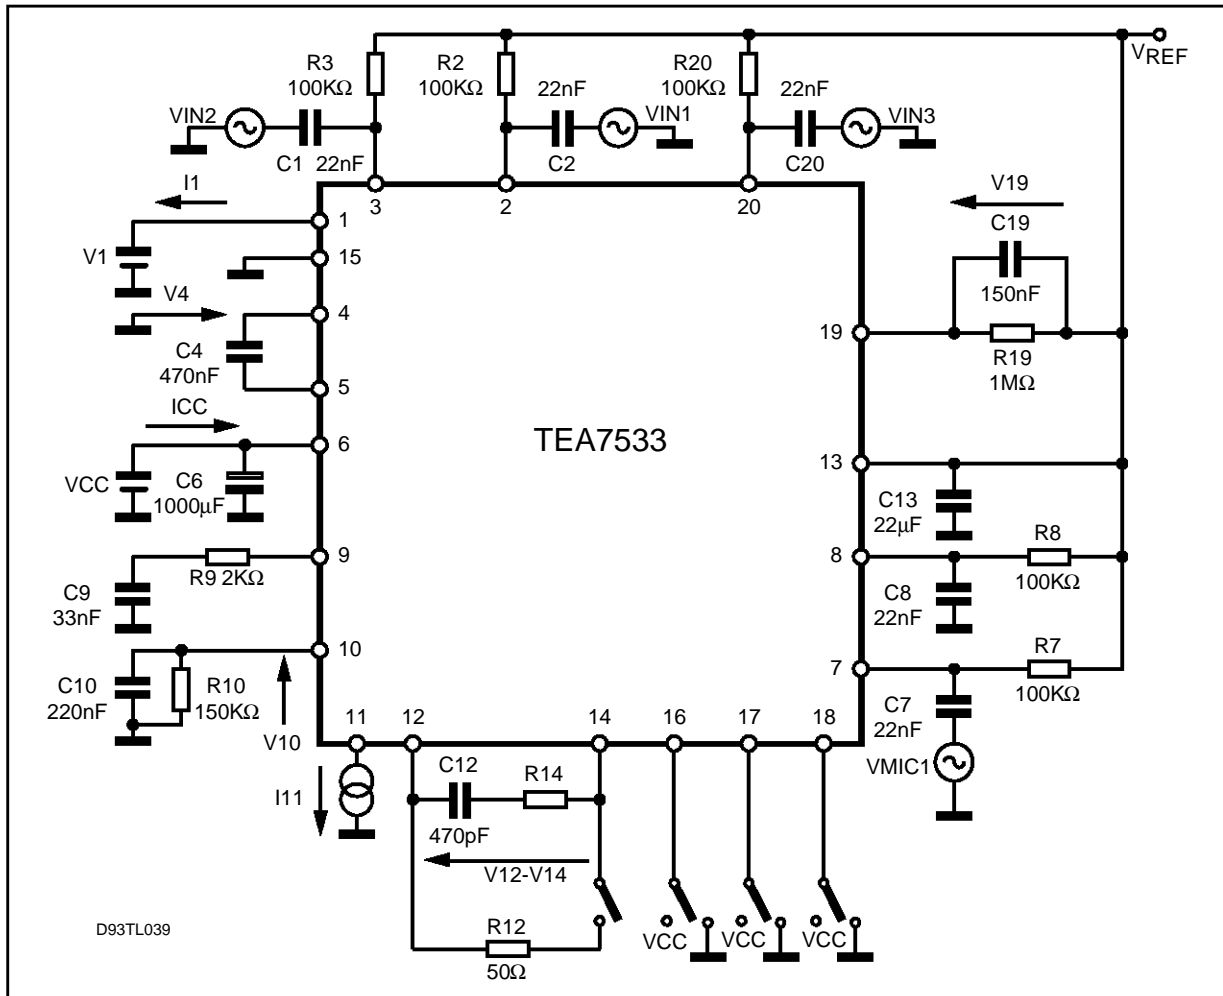 R3
100KΩ
R2
100KΩ
22nF
R20
100KΩ
22nF
VREF
VIN2
VIN1
VIN3
C1
22nF
C2
C20
I1
3
2
20
V19
1
C19
V1
15
150nF
V4
4
19
C4
470nF
R19
1MΩ
5
ICC
6
TEA7533
13
VCC
C6
1000µF
C13
22µF
9
8
R8
R9 2KΩ
100KΩ
C9
33nF
C8
22nF
10
7
R7
C10
220nF
R10
150KΩ
100KΩ
C7
22nF
V10
11
12
14
16
17
18
VMIC1
I11
C12
R14
470pF
V12-V14
R12
50Ω
VCC
VCC
VCC
D93TL039